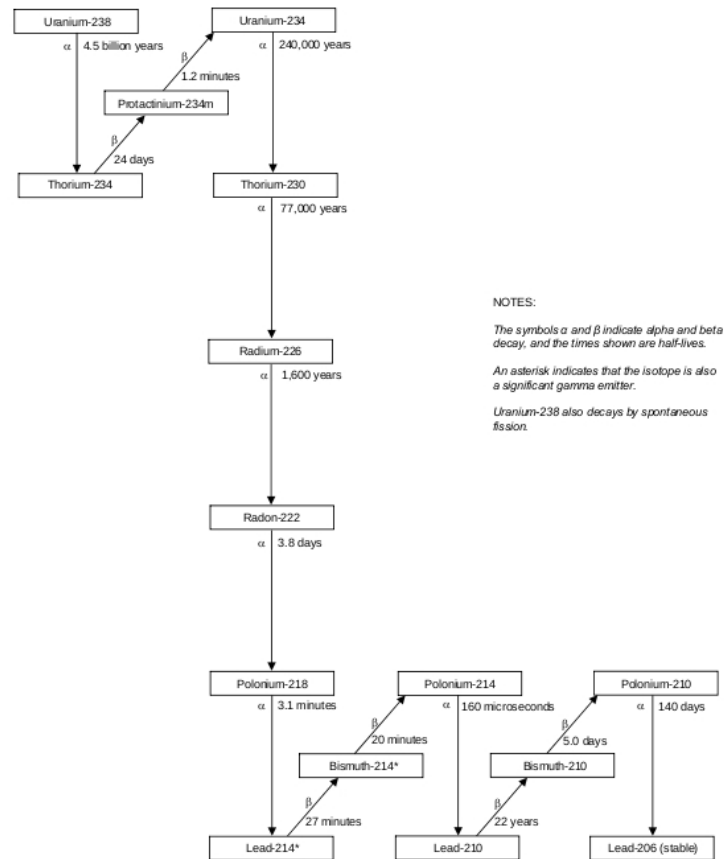 Uranium-238
Uranium-234
α 4.5 billion years
β
α 240,000 years
1.2 minutes
Protactinium-234m
β
24 days
Thorium-234
Thorium-230
α 77,000 years
NOTES:
The symbols α and β indicate alpha and beta
decay, and the times shown are half-lives.
An asterisk indicates that the isotope is also
a significant gamma emitter.
Uranium-238 also decays by spontaneous
fission.
Radium-226
α 1,600 years
Radon-222
α 3.8 days
Polonium-218
Polonium-214
Polonium-210
α 3.1 minutes
β
20 minutes
α 160 microseconds
β
5.0 days
α 140 days
Bismuth-214*
Bismuth-210
β
27 minutes
β
22 years
Lead-214*
Lead-210
Lead-206 (stable)